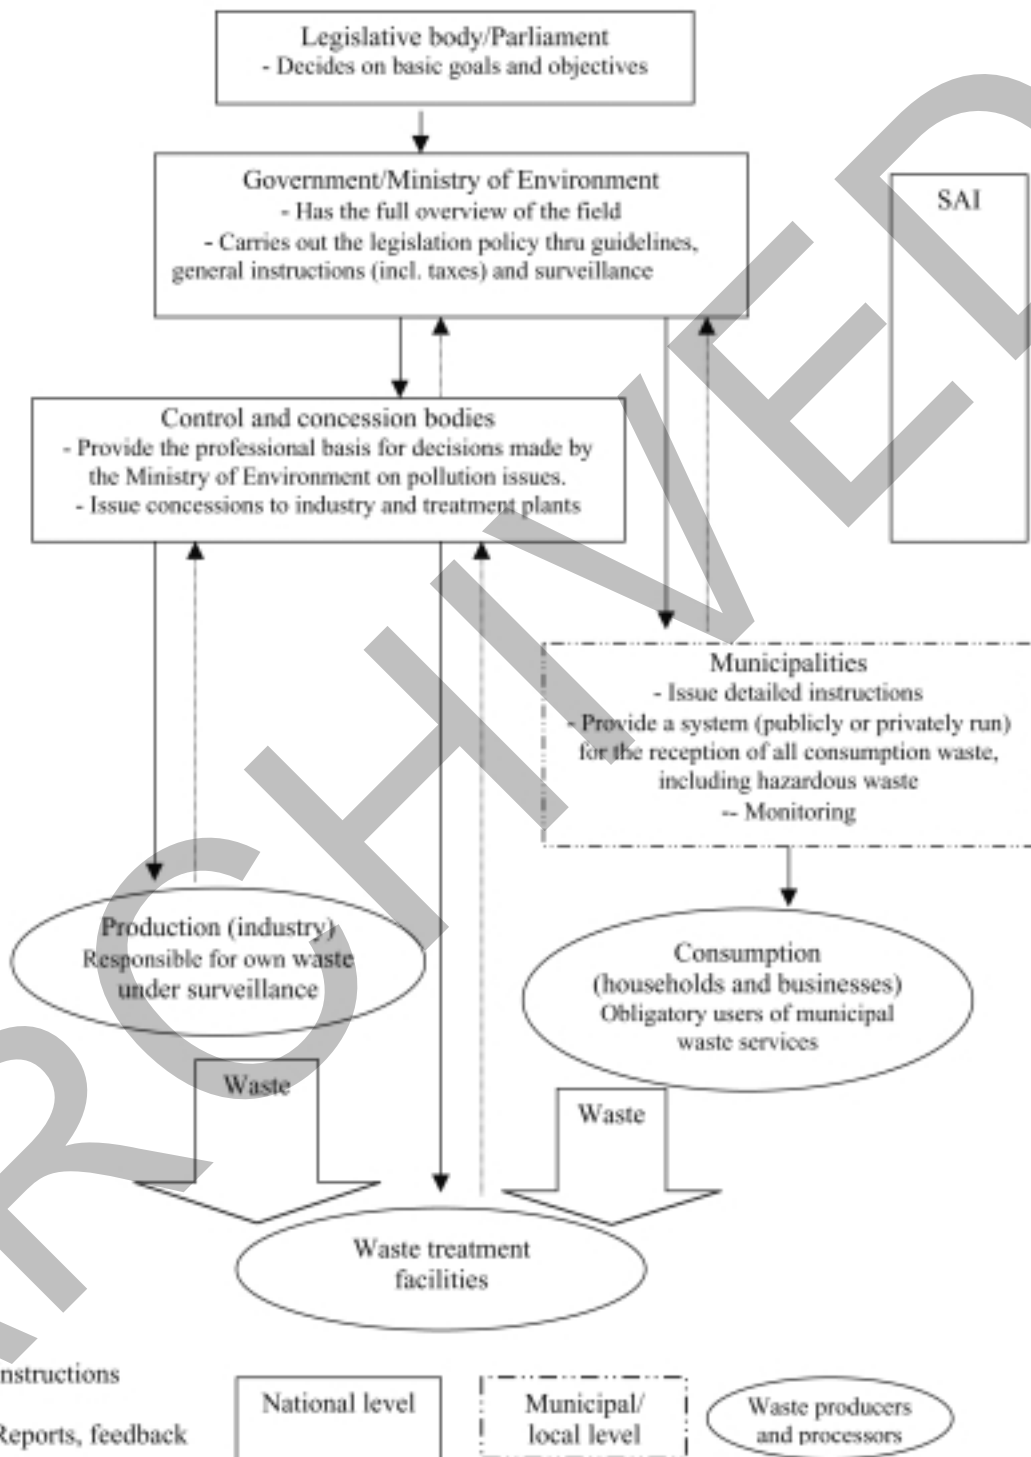 Legislative body/Parliament
- Decides on basic goals and objectives
Government/Ministry of Environment
- Has the full overview of the field
- Carries out the legislation policy thru guidelines,
general instructions (incl. taxes) and surveillance
SAI
Control and concession bodies
- Provide the professional basis for decisions made by
the Ministry of Environment on pollution issues.
- Issue concessions to industry and treatment plants
Municipalities
- Issue detailed instructions
- Provide a system (publicly or privately run)
for the reception of all consumption waste,
including hazardous waste
-- Monitoring
Production (industry)
Responsible for own waste
under surveillance
Consumption
(households and businesses)
Obligatory users of municipal
waste services
Waste
Waste
Waste treatment
facilities
nstructions
Reports, feedback
National level
Municipal/
local level
Waste producers
and processors
RCHIVED